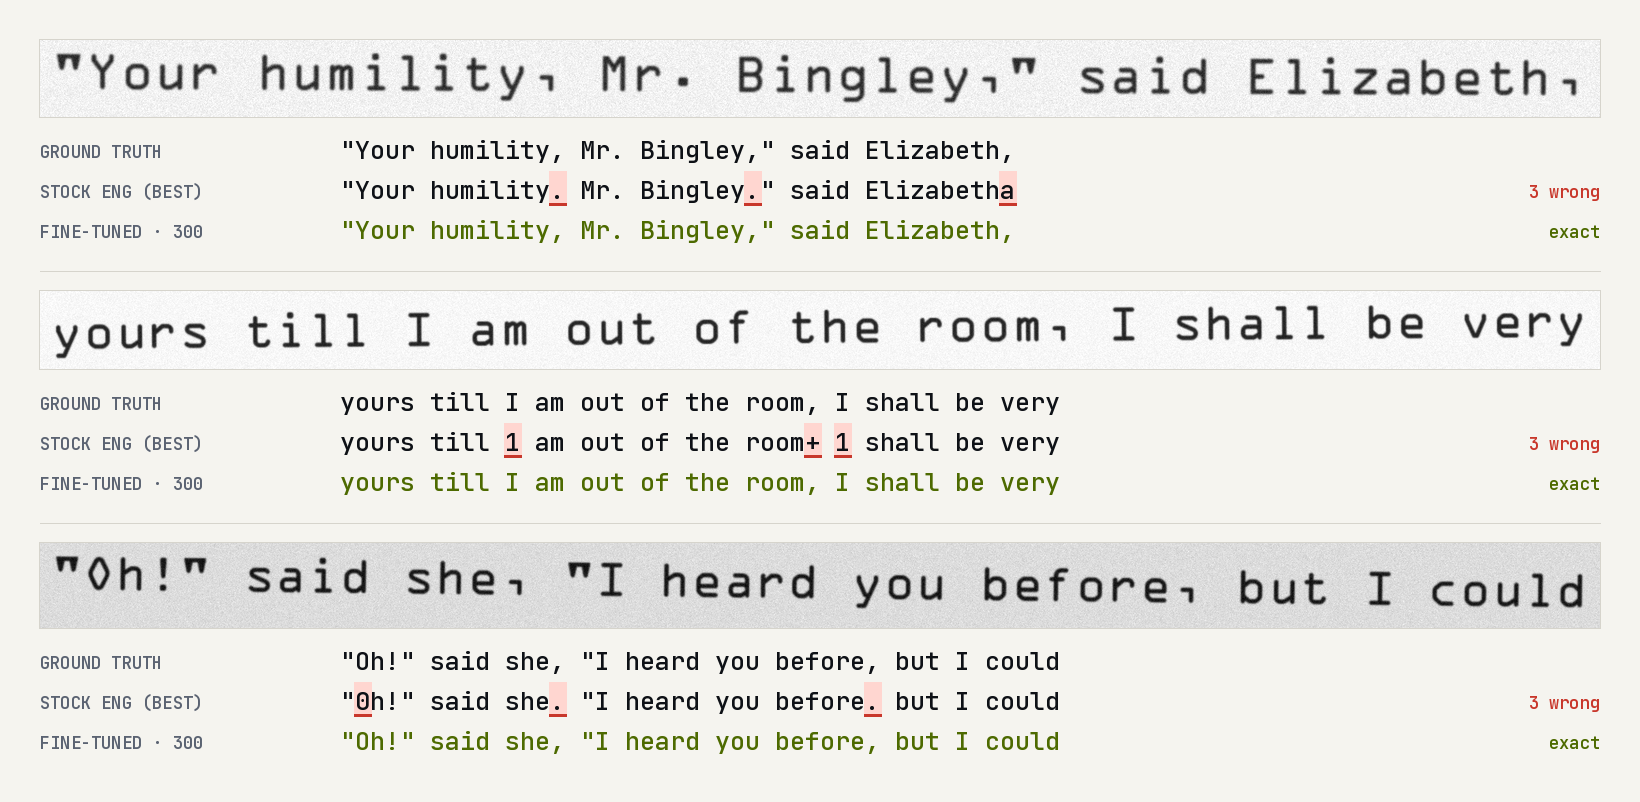 "Your humility, Mr. Bingley," said Elizabeth,
GROUND TRUTH "Your humility, Mr. Bingley," said Elizabeth,
STOCK ENG (BEST) "Your humility. Mr. Bingley." said Elizabetha 3 wrong
FINE-TUNED · 300 "Your humility, Mr. Bingley," said Elizabeth, exact
yours till I am out of the room, I shall be very
GROUND TRUTH yours till I am out of the room, I shall be very
STOCK ENG (BEST) yours till 1 am out of the room+ 1 shall be very 3 wrong
FINE-TUNED · 300 yours till I am out of the room, I shall be very exact
"Oh!" said she, "I heard you before, but I could
GROUND TRUTH "Oh!" said she, "I heard you before, but I could
STOCK ENG (BEST) "0h!" said she. "I heard you before. but I could 3 wrong
FINE-TUNED · 300 "Oh!" said she, "I heard you before, but I could exact